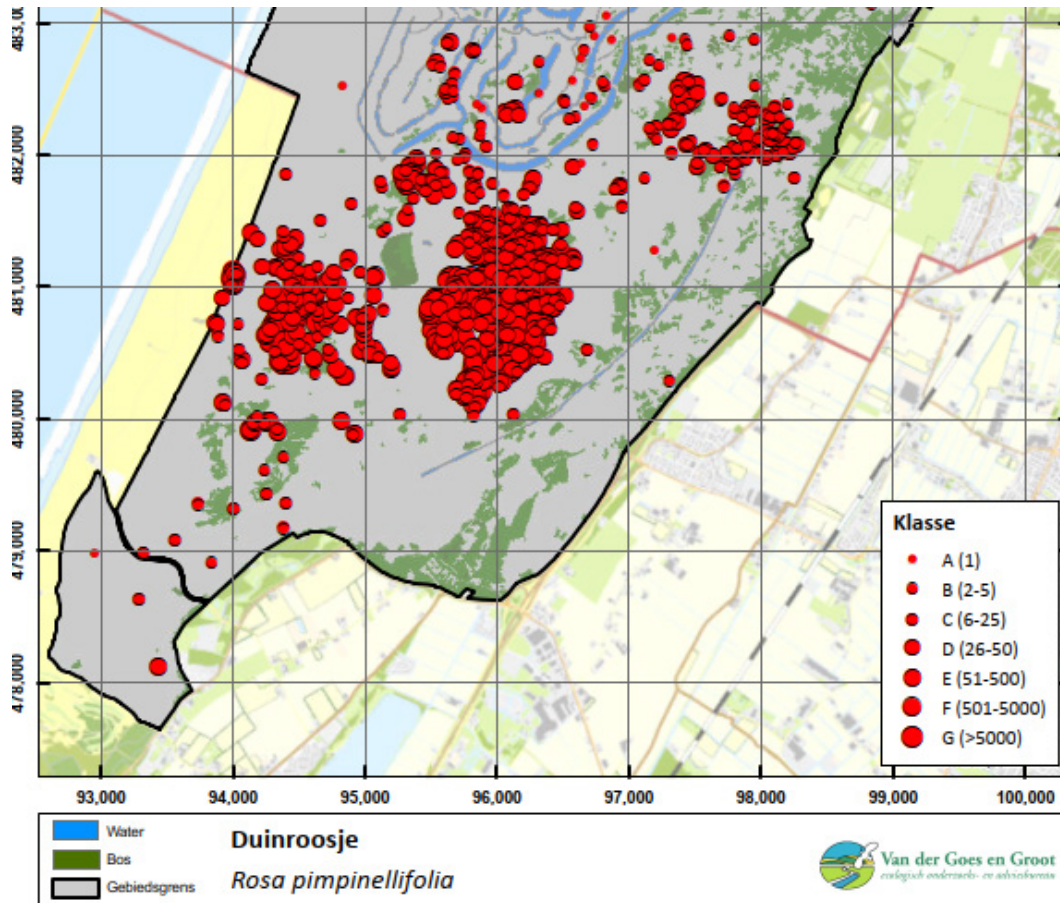 483,0
482,000
481,000
480,000
479,000
478,000
Klasse
A (1)
B (2-5)
C (6-25)
D (26-50)
E (51-500)
F (501-5000)
G (>5000)
93,000 94,000 95,000 96,000 97,000 98,000 99,000 100,000
Water
Bos
Gebiedsgrens
Duinroosje
Rosa pimpinellifolia
Van der Goes en Groot
ecologisch onderzoeks- en adviesbureau